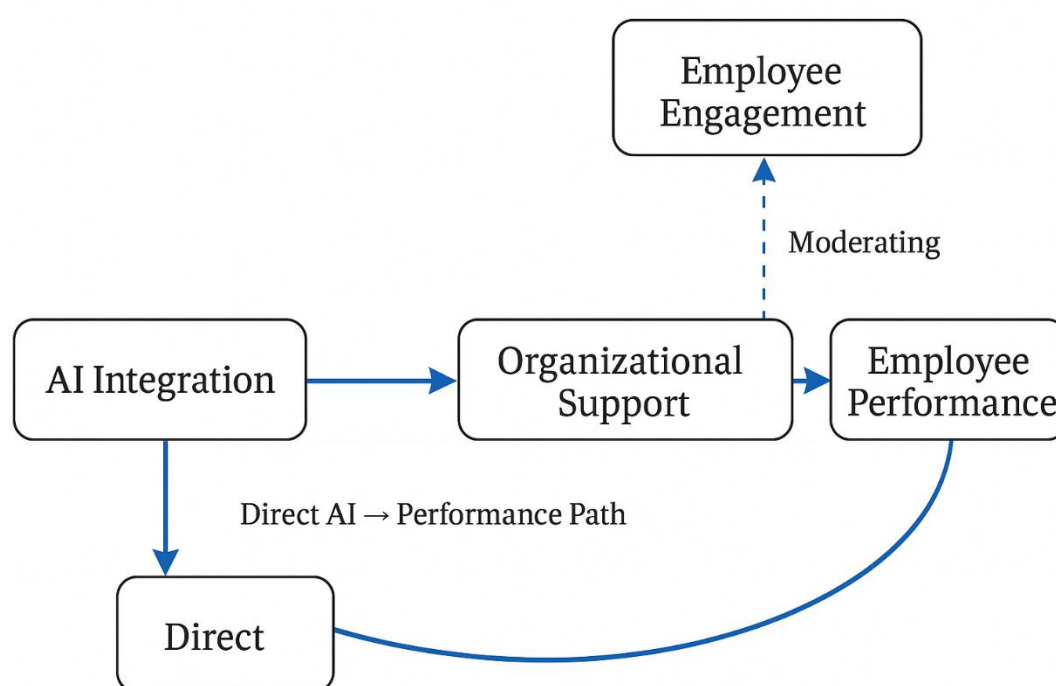 Employee
Engagement
Moderating
AI Integration
Organizational
Support
Employee
Performance
Direct AI → Performance Path
Direct